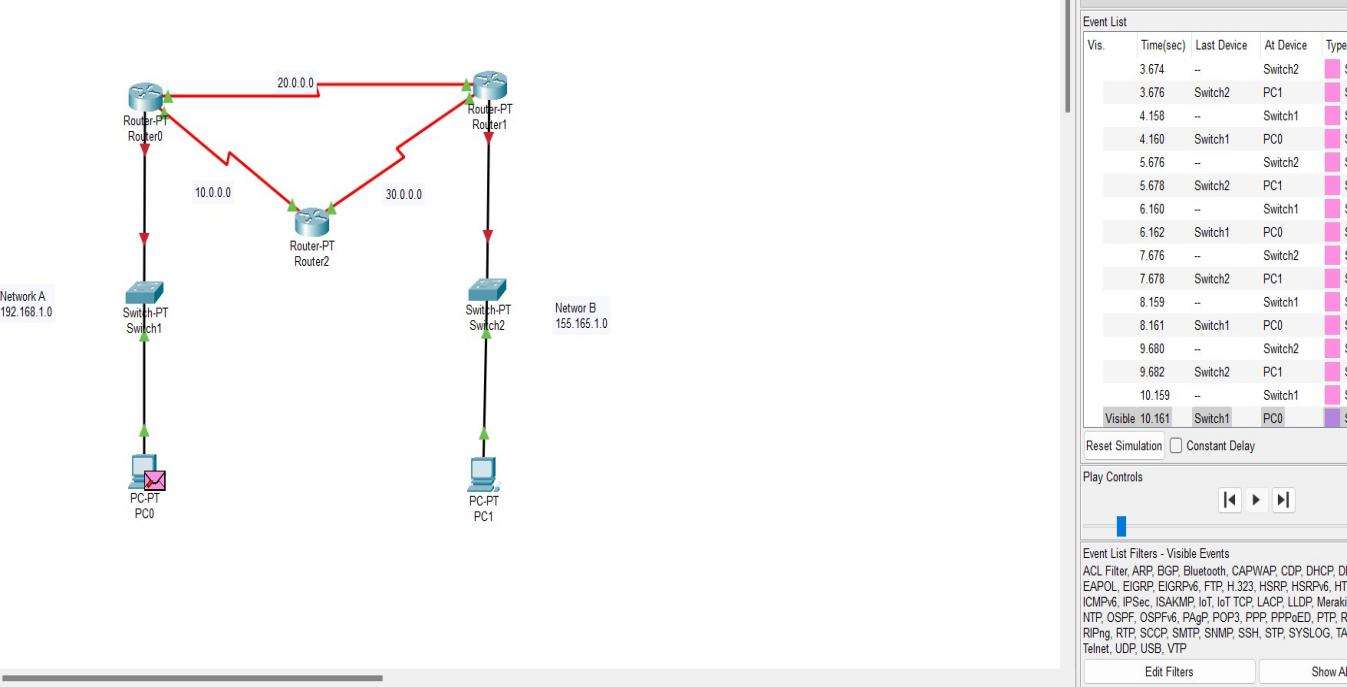 20.0.0.0
Router-PT
Router0
Router-PT
Router1
10.0.0.0
30.0.0.0
Router-PT
Router2
Network A
192.168.1.0
Switch-PT
Switch1
Switch-PT
Switch2
Networ B
155.165.1.0
PC-PT
PC0
PC-PT
PC1
Event List
Vis. Time(sec) Last Device At Device Type
3.674 -- Switch2 S
3.676 Switch2 PC1 S
4.158 -- Switch1 S
4.160 Switch1 PC0 S
5.676 -- Switch2 S
5.678 Switch2 PC1 S
6.160 -- Switch1 S
6.162 Switch1 PC0 S
7.676 -- Switch2 S
7.678 Switch2 PC1 S
8.159 -- Switch1 S
8.161 Switch1 PC0 S
9.680 -- Switch2 S
9.682 Switch2 PC1 S
10.159 -- Switch1 S
Visible 10.161 Switch1 PC0 S
Reset Simulation Constant Delay
Play Controls
Event List Filters - Visible Events
ACL Filter, ARP, BGP, Bluetooth, CAPWAP, CDP, DHCP,
EAPOL, EIGRP, EIGRPv6, FTP, H.323, HSRP, HSRPv6,
ICMPv6, IPSec, ISAKMP, IoT, IoT TCP, LACP, LLDP, Meraki
NTP, OSPF, OSPFv6, PAgP, POP3, PPP, PPPoED, PTP,
RIPng, RTP, SCCP, SMTP, SNMP, SSH, STP, SYSLOG,
Telnet, UDP, USB, VTP
Edit Filters Show